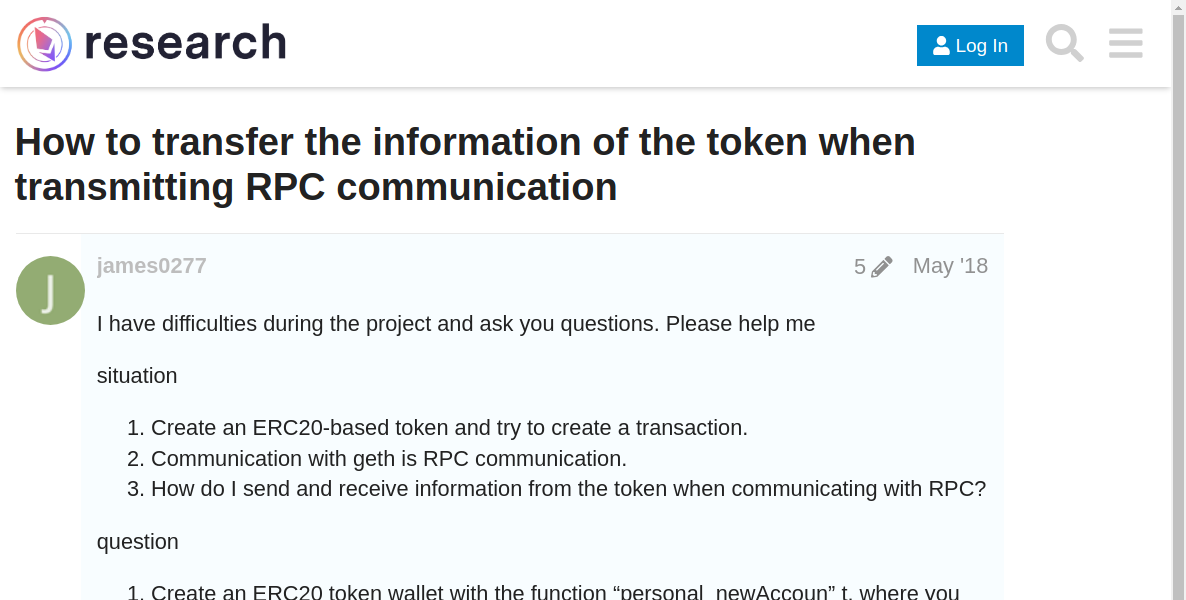 research
Log In
How to transfer the information of the token when
transmitting RPC communication
J
james0277
5
May '18
I have difficulties during the project and ask you questions. Please help me
situation
1. Create an ERC20-based token and try to create a transaction.
2. Communication with geth is RPC communication.
3. How do I send and receive information from the token when communicating with RPC?
question
1. Create an ERC20 token wallet with the function “personal_newAccoun” t, where you